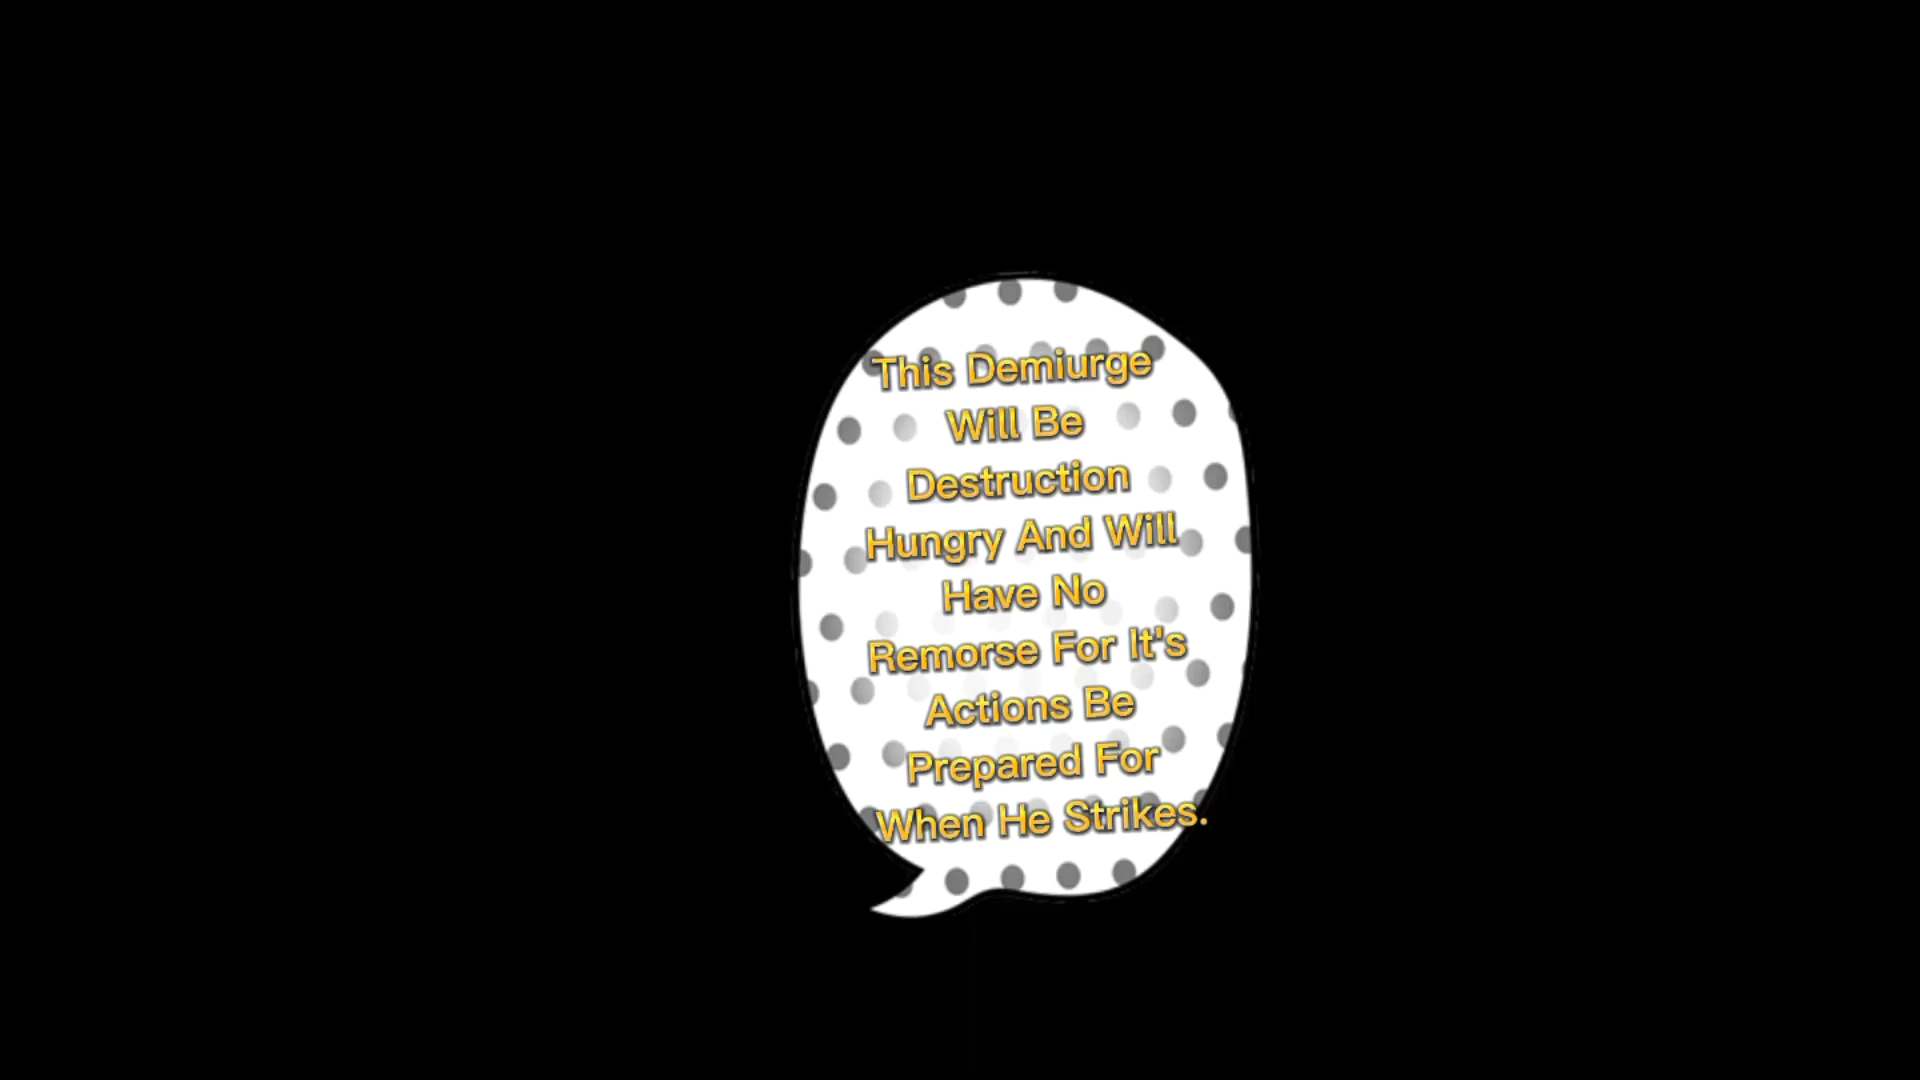 This Demiurge
Will Be
Destruction
Hungry And Will
Have No
Remorse For It's
Actions Be
Prepared For
When He Strikes.